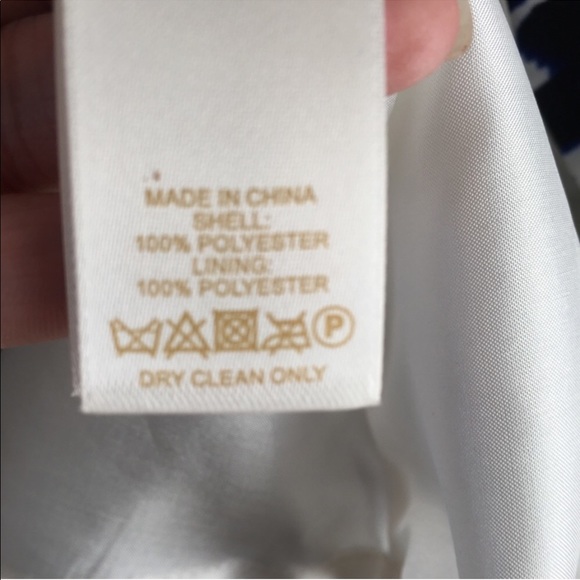 MADE IN CHINA
SHELL:
100% POLYESTER
LINING:
100% POLYESTER
P
DRY CLEAN ONLY